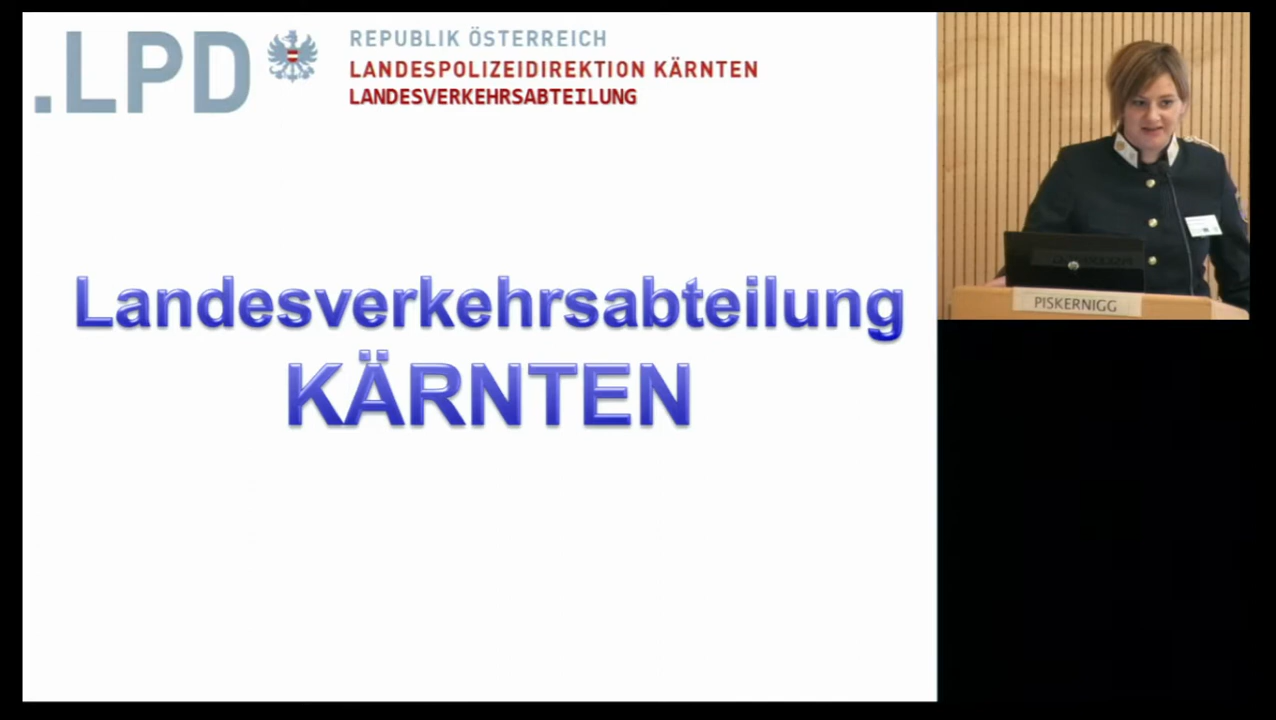 .LPD
REPUBLIK ÖSTERREICH
LANDESPOLIZEIDIREKTION KÄRNTEN
LANDESVERKEHRSABTEILUNG
Landesverkehrsabteilung
KÄRNTEN
PISKERNIGG